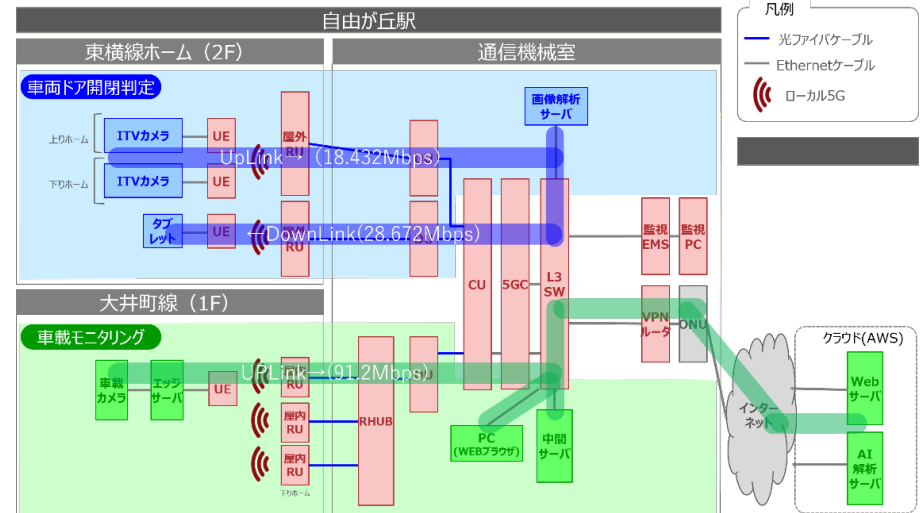 自由が丘駅
凡例
光ファイバケーブル
Ethernetケーブル
ローカル5G
東横線ホーム（2F）
通信機械室
車両ドア開閉判定
画像解析
サーバ
上りホーム
ITVカメラ
UE
屋外
RU
UpLink→（18.432Mbps）
下りホーム
ITVカメラ
UE
タブ
レット
UE
屋外
RU
←DownLink(28.672Mbps)
CU
5GC
L3
SW
監視
EMS
監視
PC
大井町線（1F）
車載モニタリング
VPN
ルータ
ONU
クラウド(AWS)
車載
カメラ
エッジ
サーバ
UE
RU
UPLink→(91.2Mbps)
RHUB
屋内
RU
屋内
RU
下りホーム
PC
(WEBブラウザ)
中間
サーバ
インター
ネット
Web
サーバ
AI
解析
サーバ